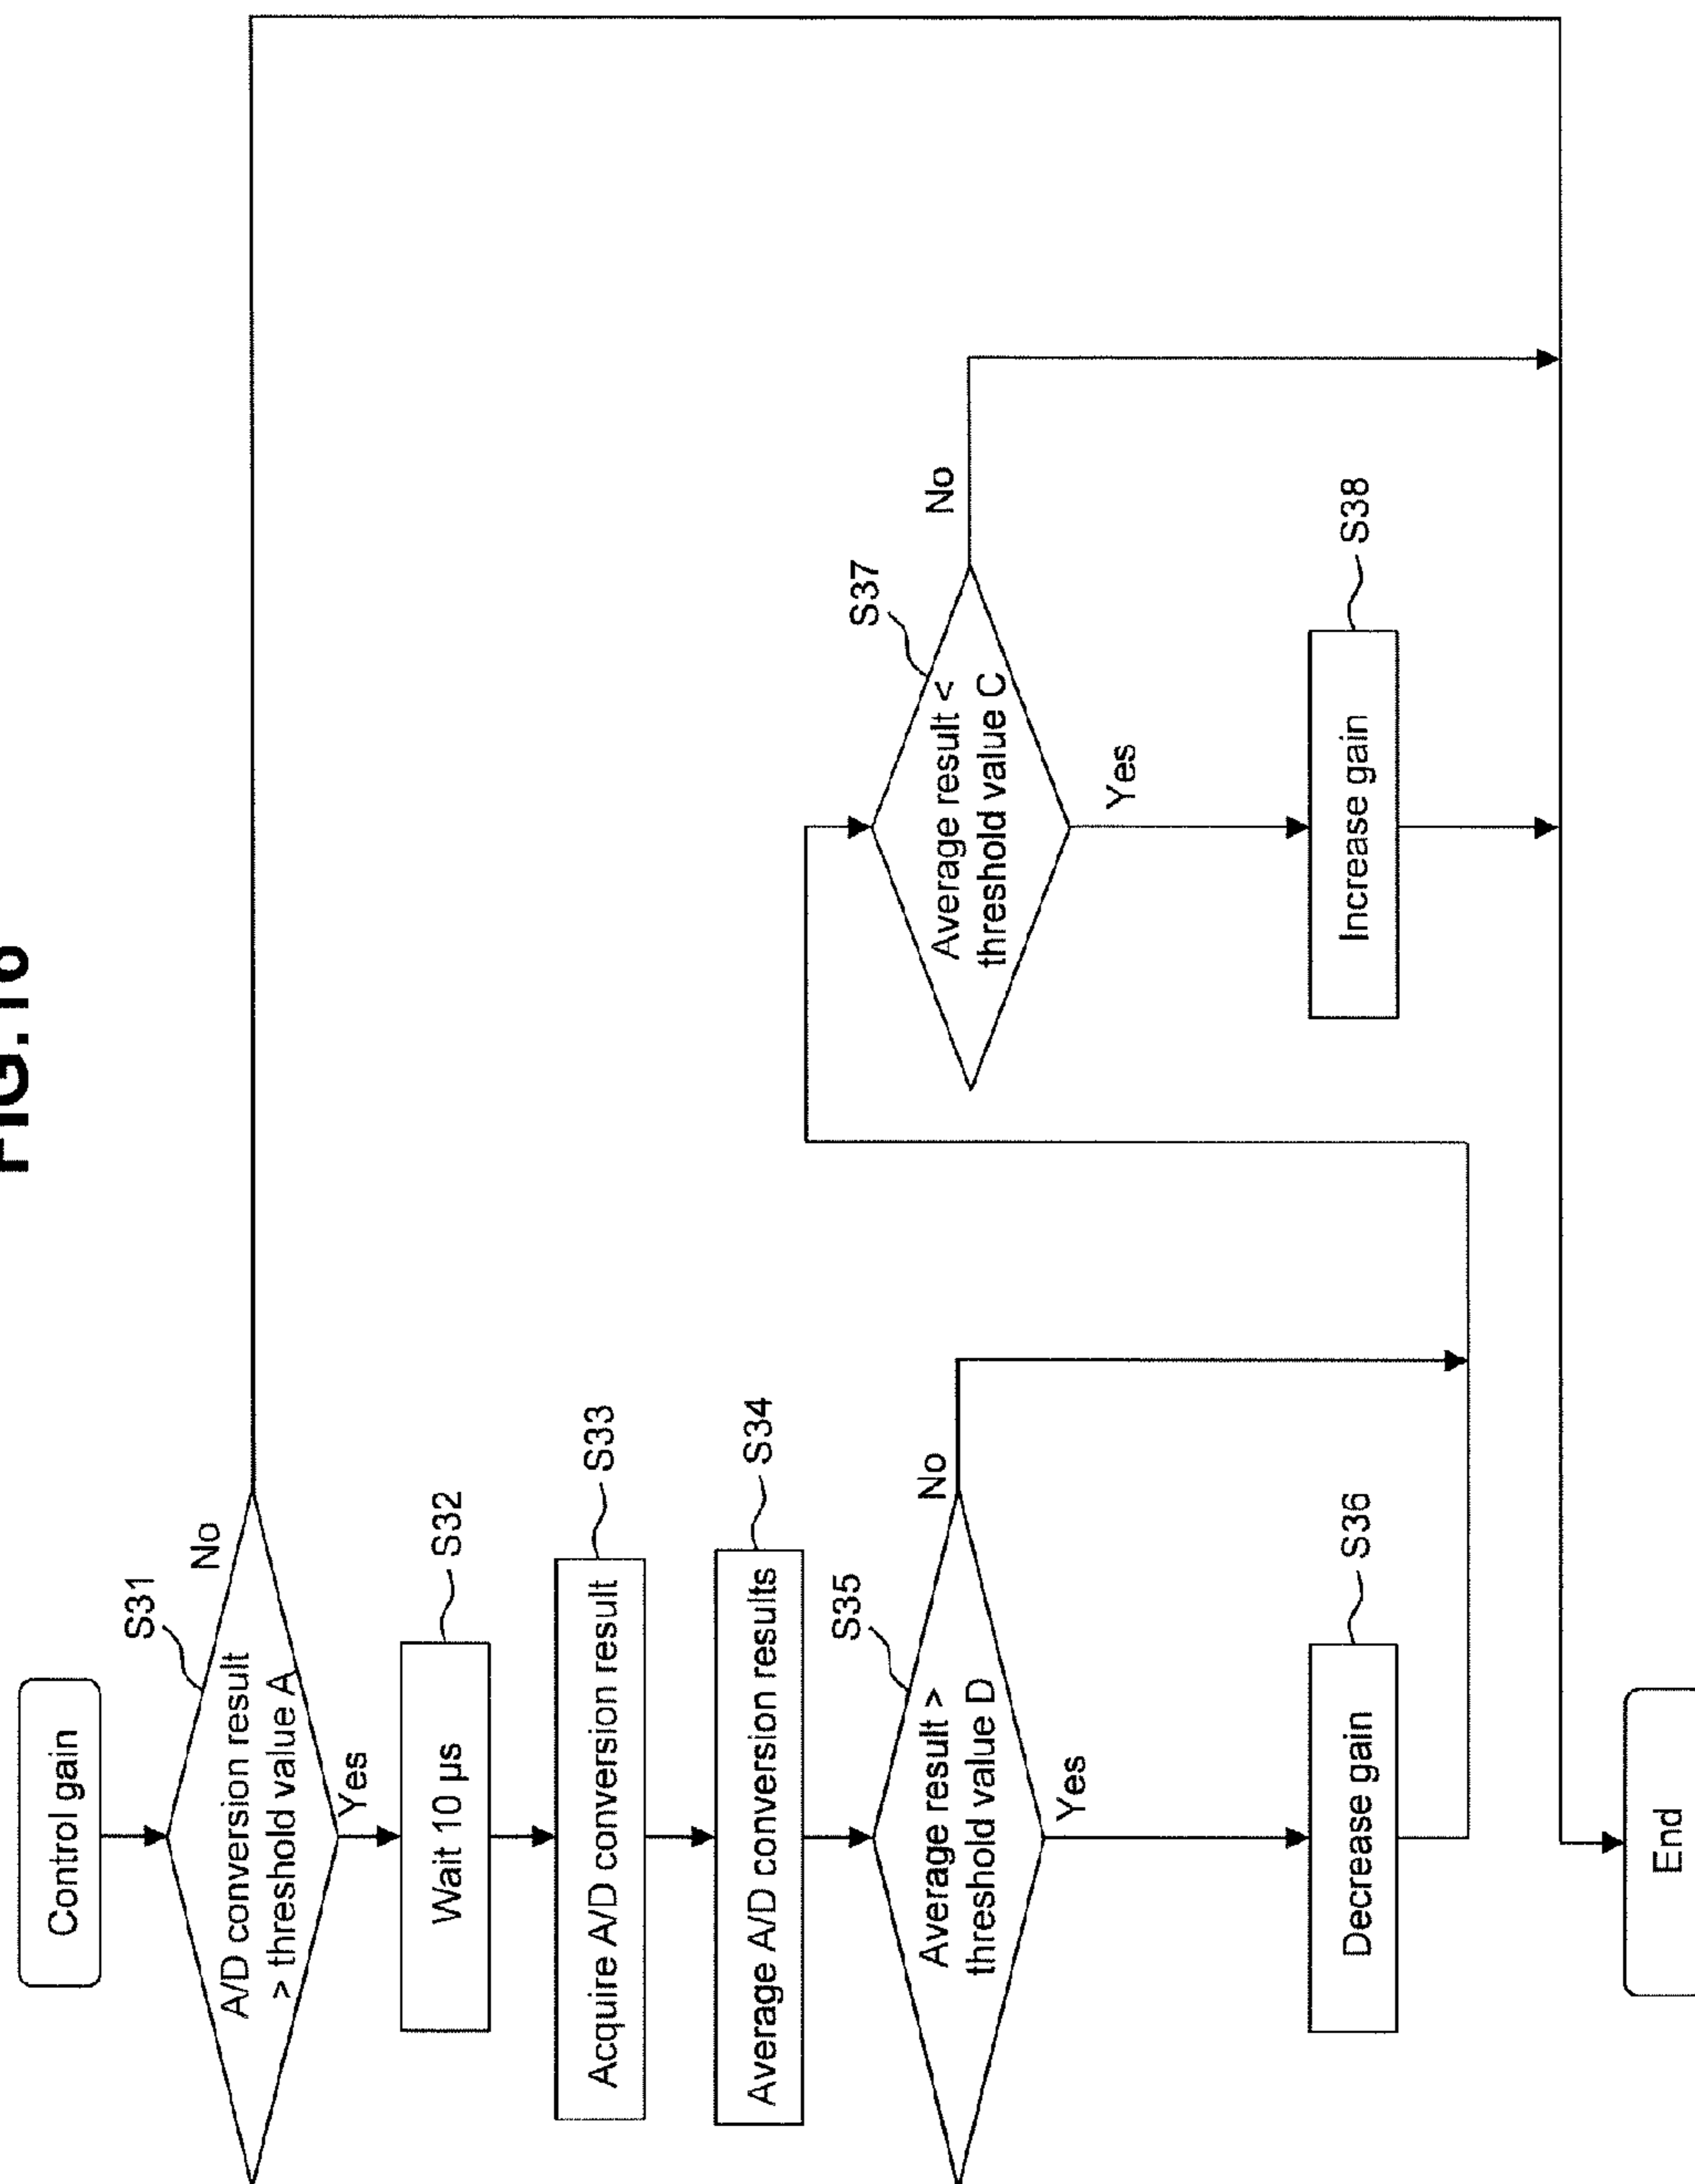 FIG.16
Control gain
S31
A/D conversion result
> threshold value A
No
Yes
S32
Wait 10 µs
S33
Acquire A/D conversion result
S34
Average A/D conversion results
S35
Average result >
threshold value D
No
Yes
S36
Decrease gain
S37
Average result <
threshold value C
No
Yes
S38
Increase gain
End